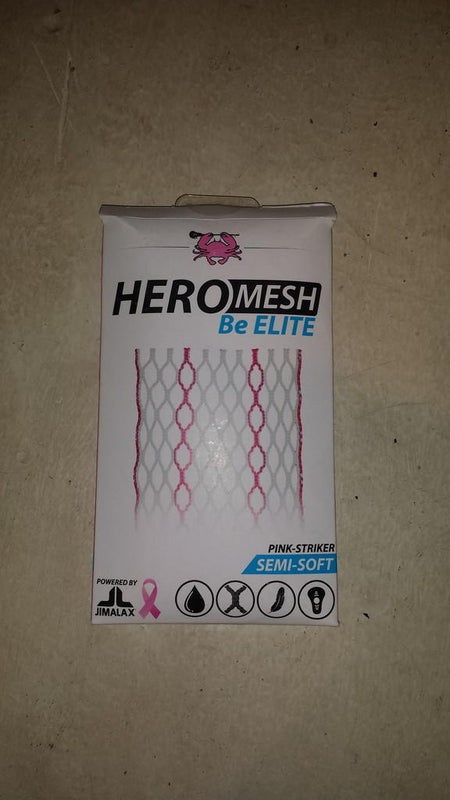 HEROMESH
Be ELITE
PINK-STRIKER
SEMI-SOFT
POWERED BY
JIMALAX